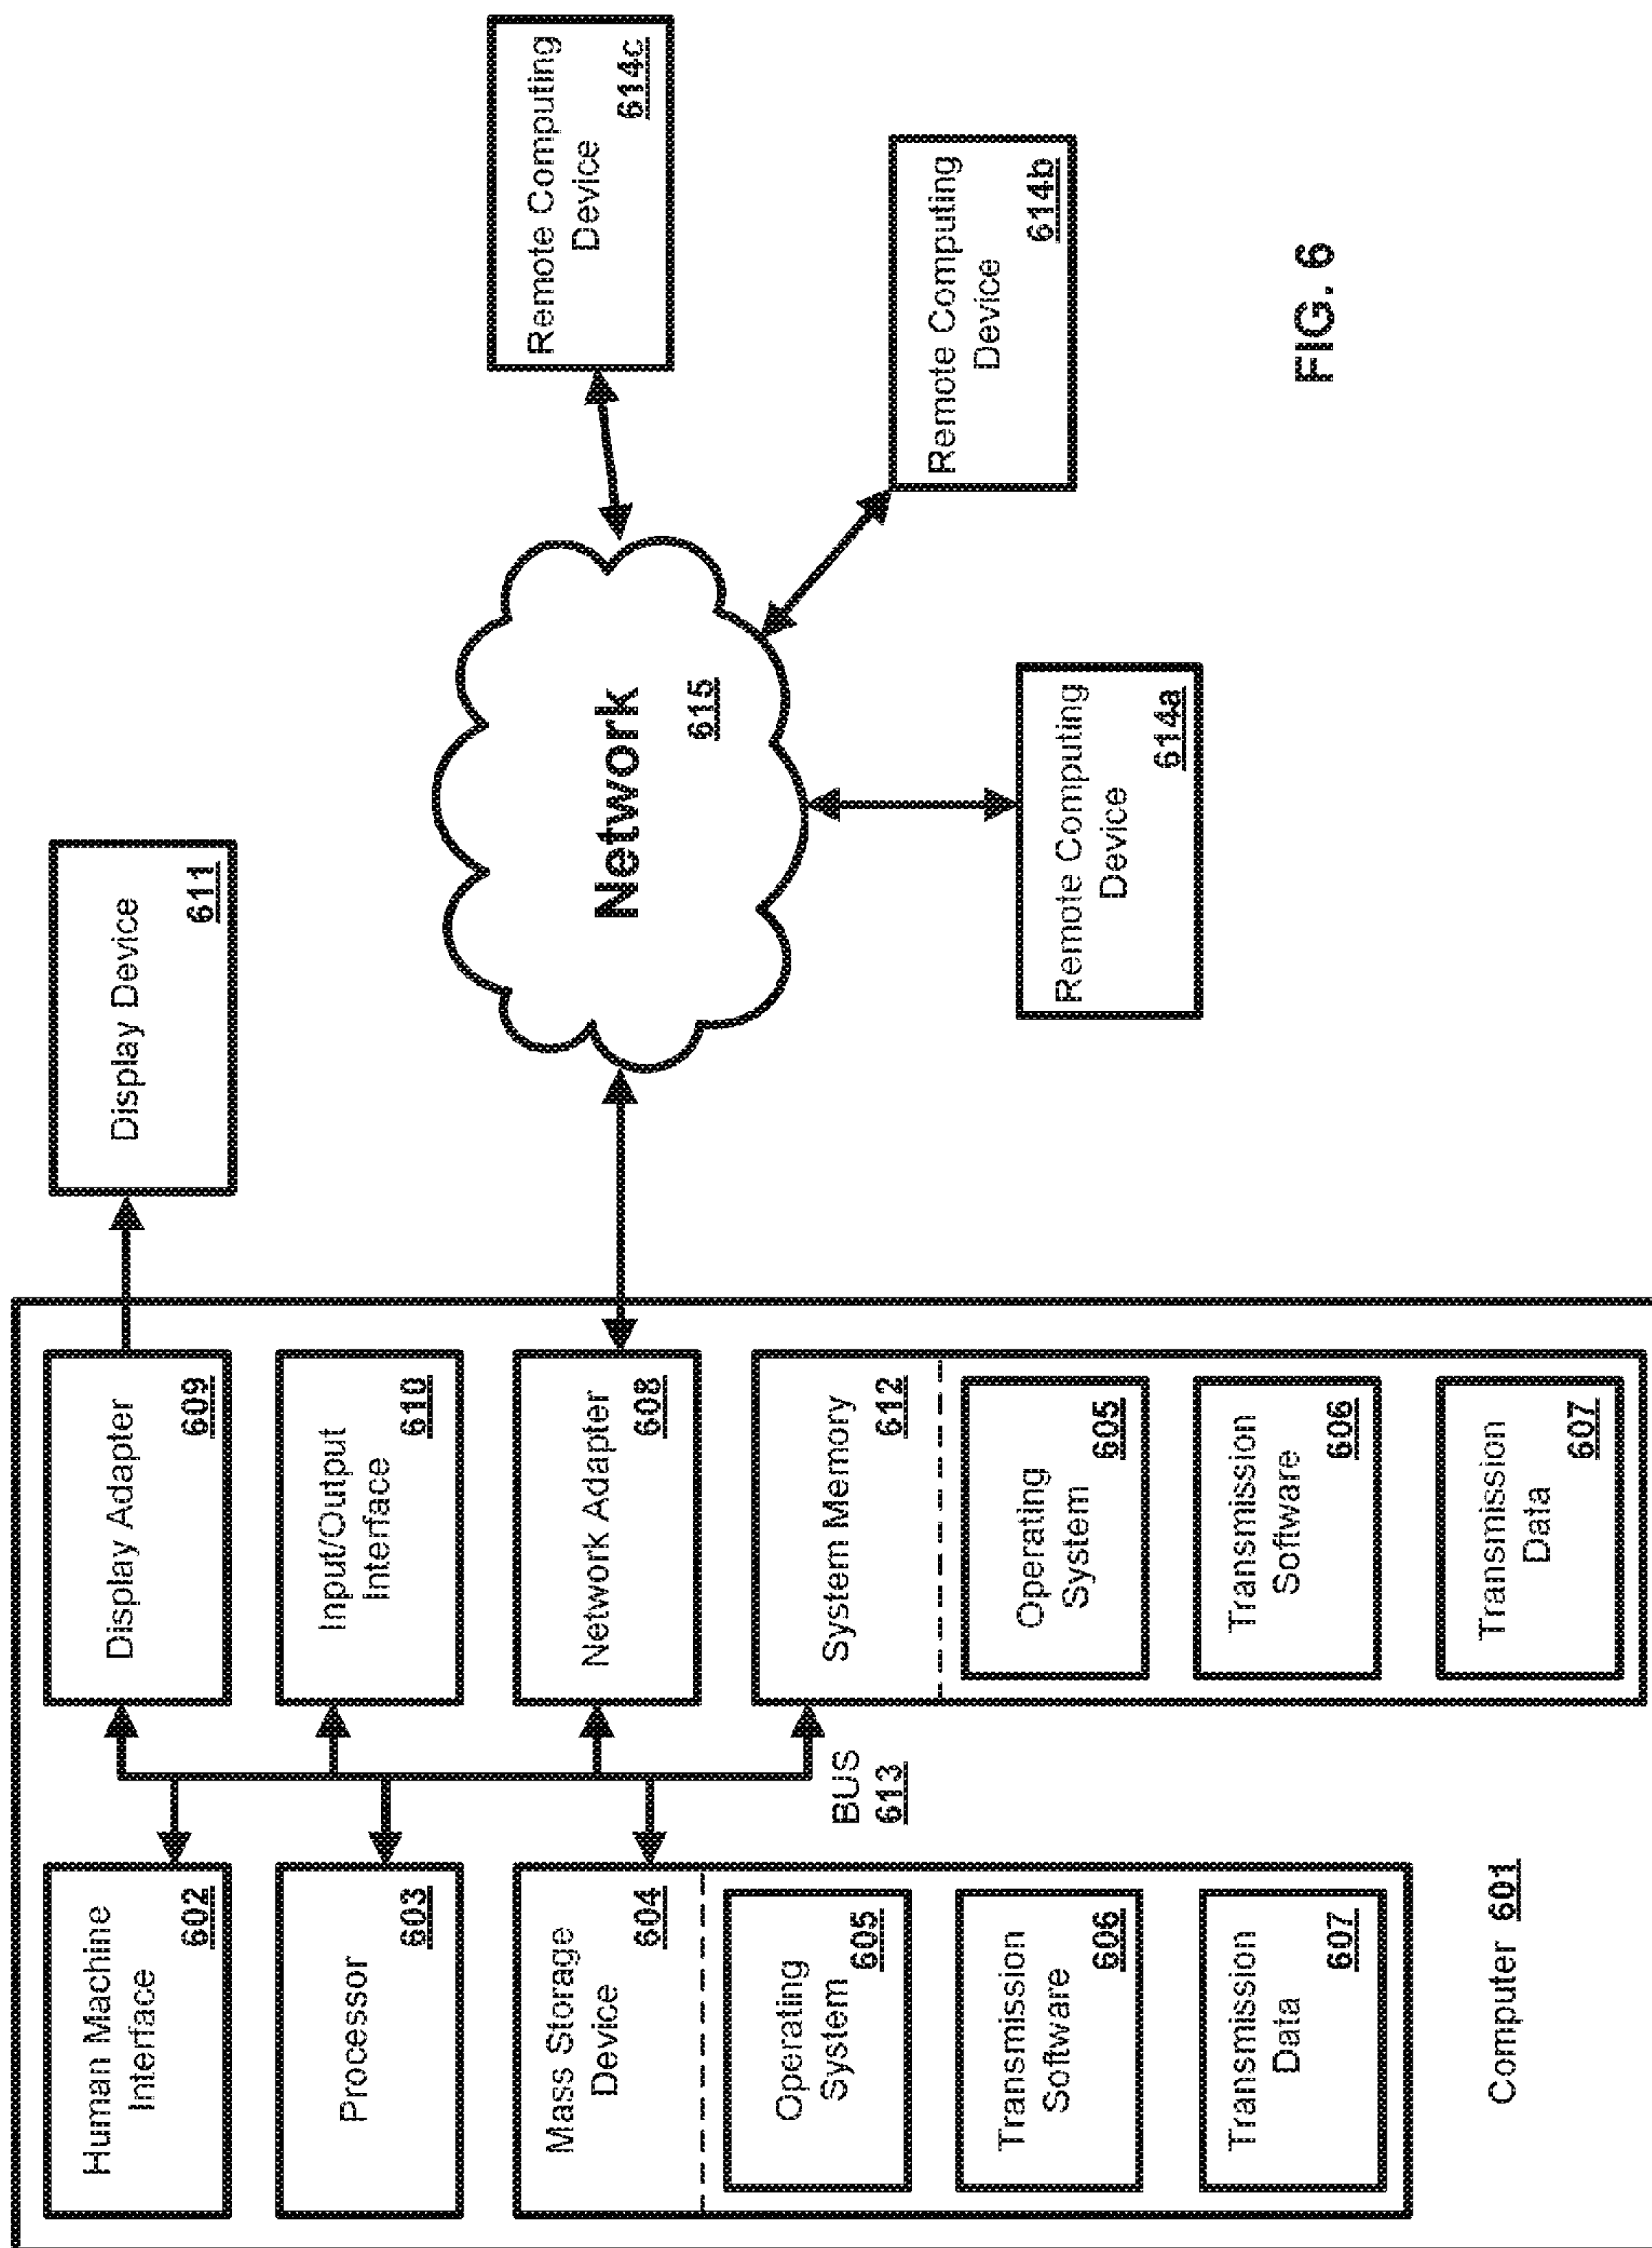 Human Machine
Interface
602
Processor
603
Mass Storage
Device
604
Operating
System
605
Transmission
Software
606
Transmission
Data
607
Computer 601
BUS
613
Display Adapter
609
Input/Output
Interface
610
Network Adapter
608
System Memory
612
Operating
System
605
Transmission
Software
606
Transmission
Data
607
Display Device
611
Network
615
Remote Computing
Device
614a
Remote Computing
Device
614b
Remote Computing
Device
614c
FIG. 6